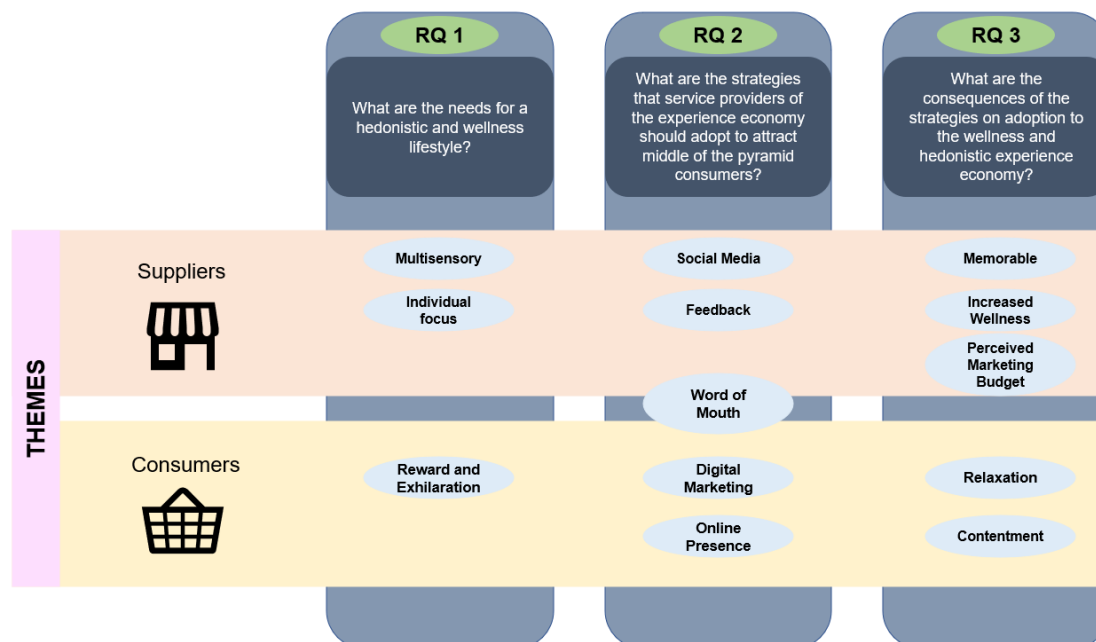 RQ 1
What are the needs for a
hedonistic and wellness
lifestyle?
RQ 2
What are the strategies
that service providers of
the experience economy
should adopt to attract
middle of the pyramid
consumers?
RQ 3
What are the
consequences of the
strategies on adoption to
the wellness and
hedonistic experience
economy?
THEMES
Suppliers
Multisensory
Individual
focus
Social Media
Feedback
Memorable
Increased
Wellness
Perceived
Marketing
Budget
Word of
Mouth
Consumers
Reward and
Exhilaration
Digital
Marketing
Online
Presence
Relaxation
Contentment